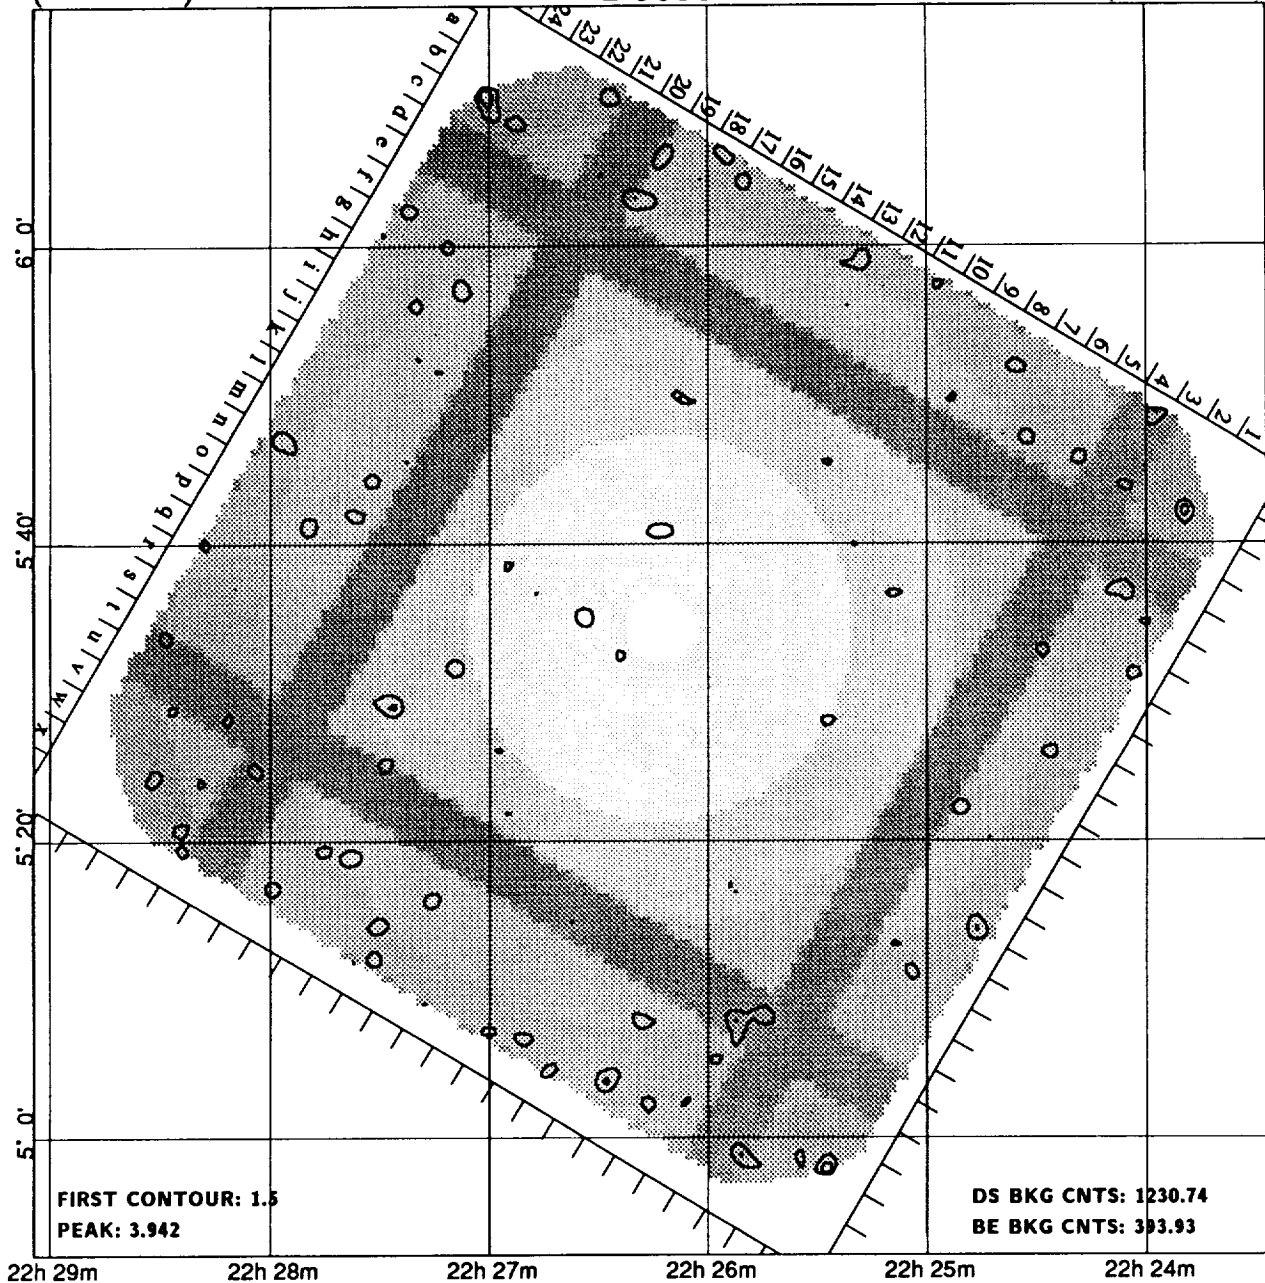 a b c d e f g h i j k l m n o p q r s t u v w x
24 23 22 21 20 19 18 17 16 15 14 13 12 11 10 9 8 7 6 5 4 3 2 1
6° 0'
5° 40'
5° 20'
5° 0'
FIRST CONTOUR: 1.5
PEAK: 3.942
DS BKG CNTS: 1230.74
BE BKG CNTS: 393.93
22h 29m 22h 28m 22h 27m 22h 26m 22h 25m 22h 24m